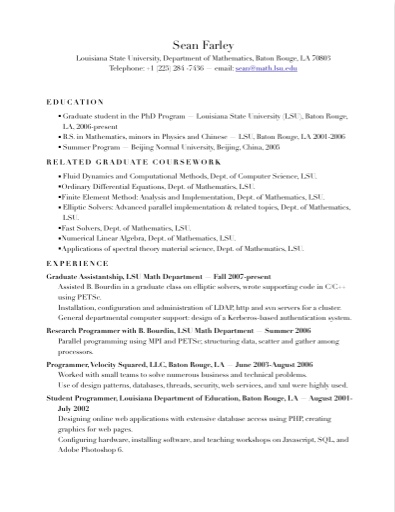 Sean Farley
Louisiana State University, Department of Mathematics, Baton Rouge, LA 70803
Telephone: +1 (225) 284 -7436 — email: sean@math.lsu.edu
EDUCATION
• Graduate student in the PhD Program — Louisiana State University (LSU), Baton Rouge,
LA, 2006-present
• B.S. in Mathematics, minors in Physics and Chinese — LSU, Baton Rouge, LA 2001-2006
• Summer Program — Beijing Normal University, Beijing, China, 2005
RELATED GRADUATE COURSEWORK
• Fluid Dynamics and Computational Methods, Dept. of Computer Science, LSU.
•Ordinary Differential Equations, Dept. of Mathematics, LSU.
•Finite Element Method: Analysis and Implementation, Dept. of Mathematics, LSU.
• Elliptic Solvers: Advanced parallel implementation & related topics, Dept. of Mathematics,
LSU.
•Fast Solvers, Dept. of Mathematics, LSU.
•Numerical Linear Algebra, Dept. of Mathematics, LSU.
•Applications of spectral theory material science, Dept. of Mathematics, LSU.
EXPERIENCE
Graduate Assistantship, LSU Math Department — Fall 2007-present
Assisted B. Bourdin in a graduate class on elliptic solvers, wrote supporting code in C/C++
using PETSc.
Installation, configuration and administration of LDAP, http and svn servers for a cluster.
General departmental computer support: design of a Kerberos-based authentication system.
Research Programmer with B. Bourdin, LSU Math Department — Summer 2006
Parallel programming using MPI and PETSc; structuring data, scatter and gather among
processors.
Programmer, Velocity Squared, LLC, Baton Rouge, LA — June 2005-August 2006
Worked with small teams to solve numerous business and technical problems.
Use of design patterns, databases, threads, security, web services, and xml were highly used.
Student Programmer, Louisiana Department of Education, Baton Rouge, LA — August 2001-
July 2002
Designing online web applications with extensive database access using PHP, creating
graphics for web pages.
Configuring hardware, installing software, and teaching workshops on Javascript, SQL, and
Adobe Photoshop 6.